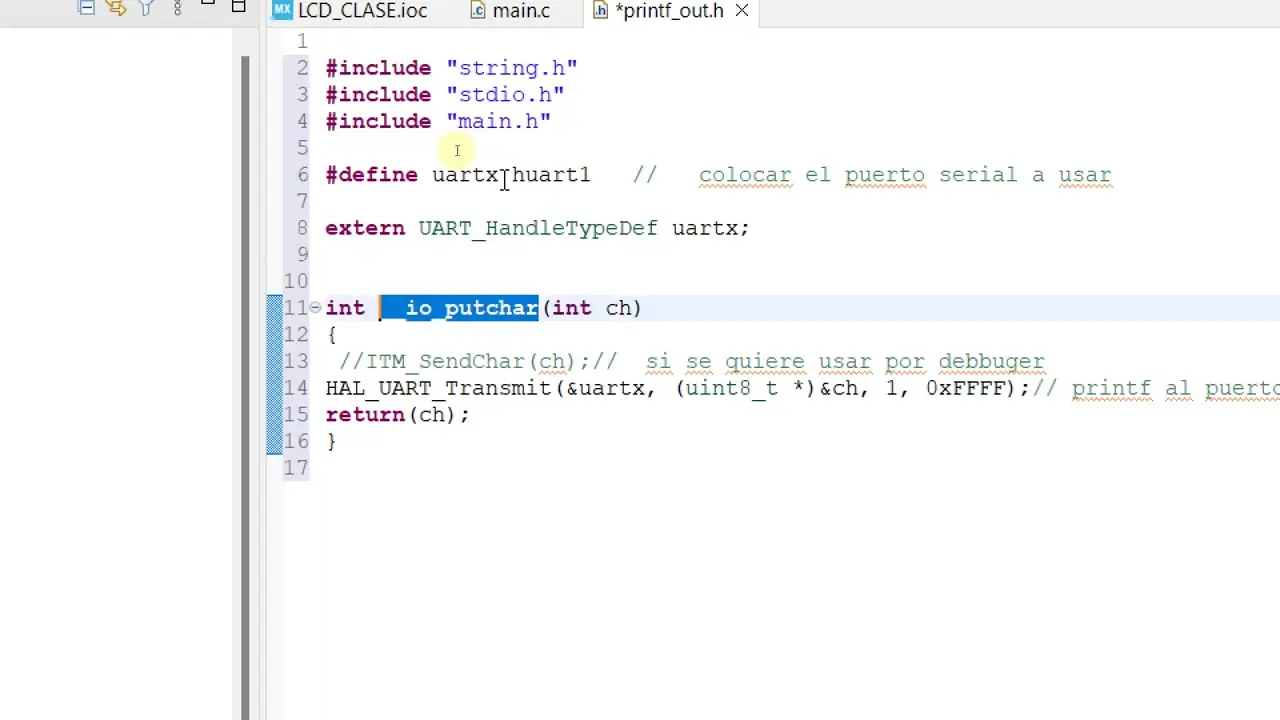 MX LCD_CLASE.ioc .c main.c .h *printf_out.h
1
2 #include "string.h"
3 #include "stdio.h"
4 #include "main.h"
5
6 #define uartx huart1 // colocar el puerto serial a usar
7
8 extern UART_HandleTypeDef uartx;
9
10
11 int __io_putchar(int ch)
12 {
13 //ITM_SendChar(ch);// si se quiere usar por debbuger
14 HAL_UART_Transmit(&uartx, (uint8_t *)&ch, 1, 0xFFFF);// printf al puerto
15 return(ch);
16 }
17